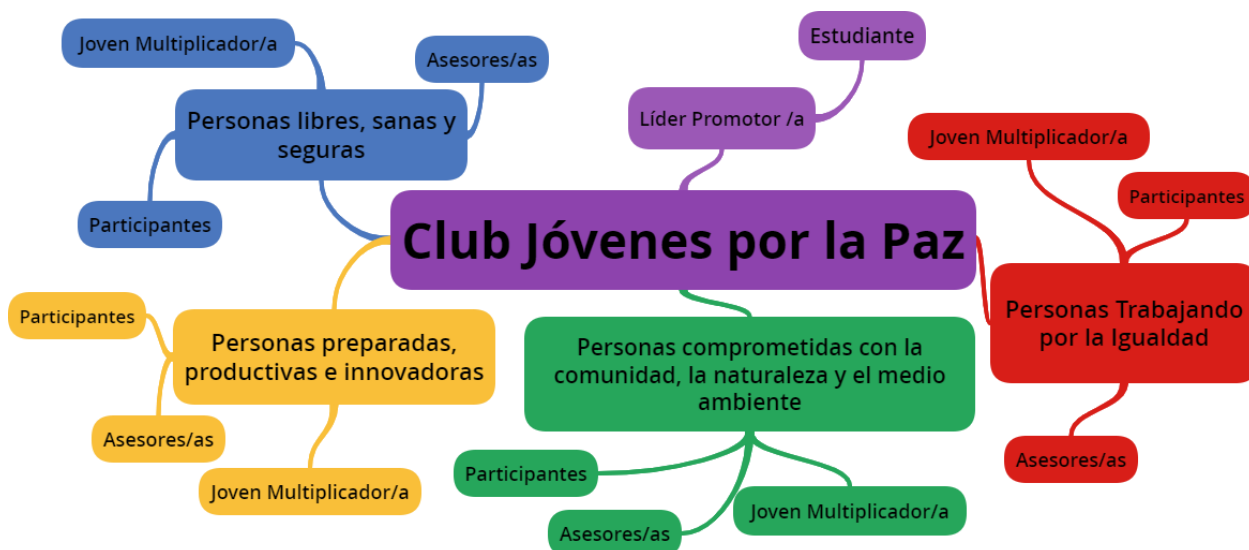 Estudiante
Joven Multiplicador/a
Asesores/as
Líder Promotor /a
Personas libres, sanas y
seguras
Participantes
Joven Multiplicador/a
Participantes
Club Jóvenes por la Paz
Personas Trabajando
por la Igualdad
Asesores/as
Participantes
Personas preparadas,
productivas e innovadoras
Asesores/as
Joven Multiplicador/a
Personas comprometidas con la
comunidad, la naturaleza y el medio
ambiente
Participantes
Asesores/as
Joven Multiplicador/a